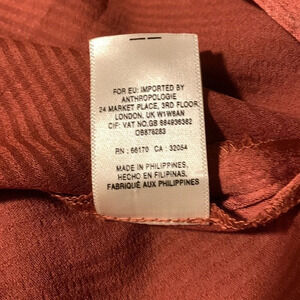 FOR EU: IMPORTED BY
ANTHROPOLOGIE
24 MARKET PLACE, 3RD FLOOR
LONDON, UK W1W8AN
CIF: VAT NO.GB 884936382
OB878283
RN : 66170 CA : 32054
MADE IN PHILIPPINES,
HECHO EN FILIPINAS,
FABRIQUÉ AUX PHILIPPINES